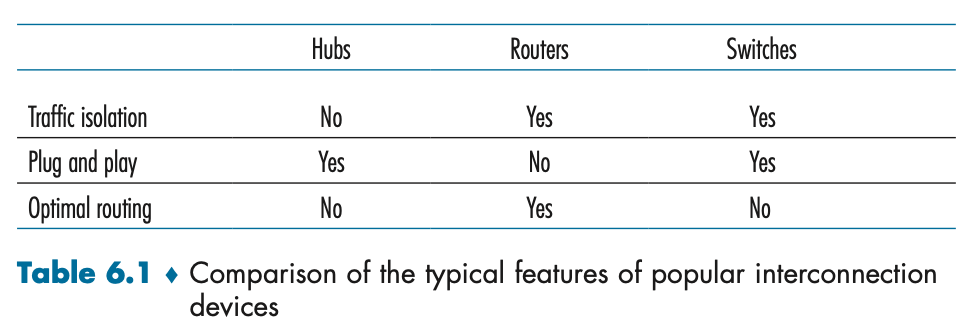 Hubs Routers Switches
Traffic isolation No Yes Yes
Plug and play Yes No Yes
Optimal routing No Yes No
Table 6.1 ♦ Comparison of the typical features of popular interconnection
devices